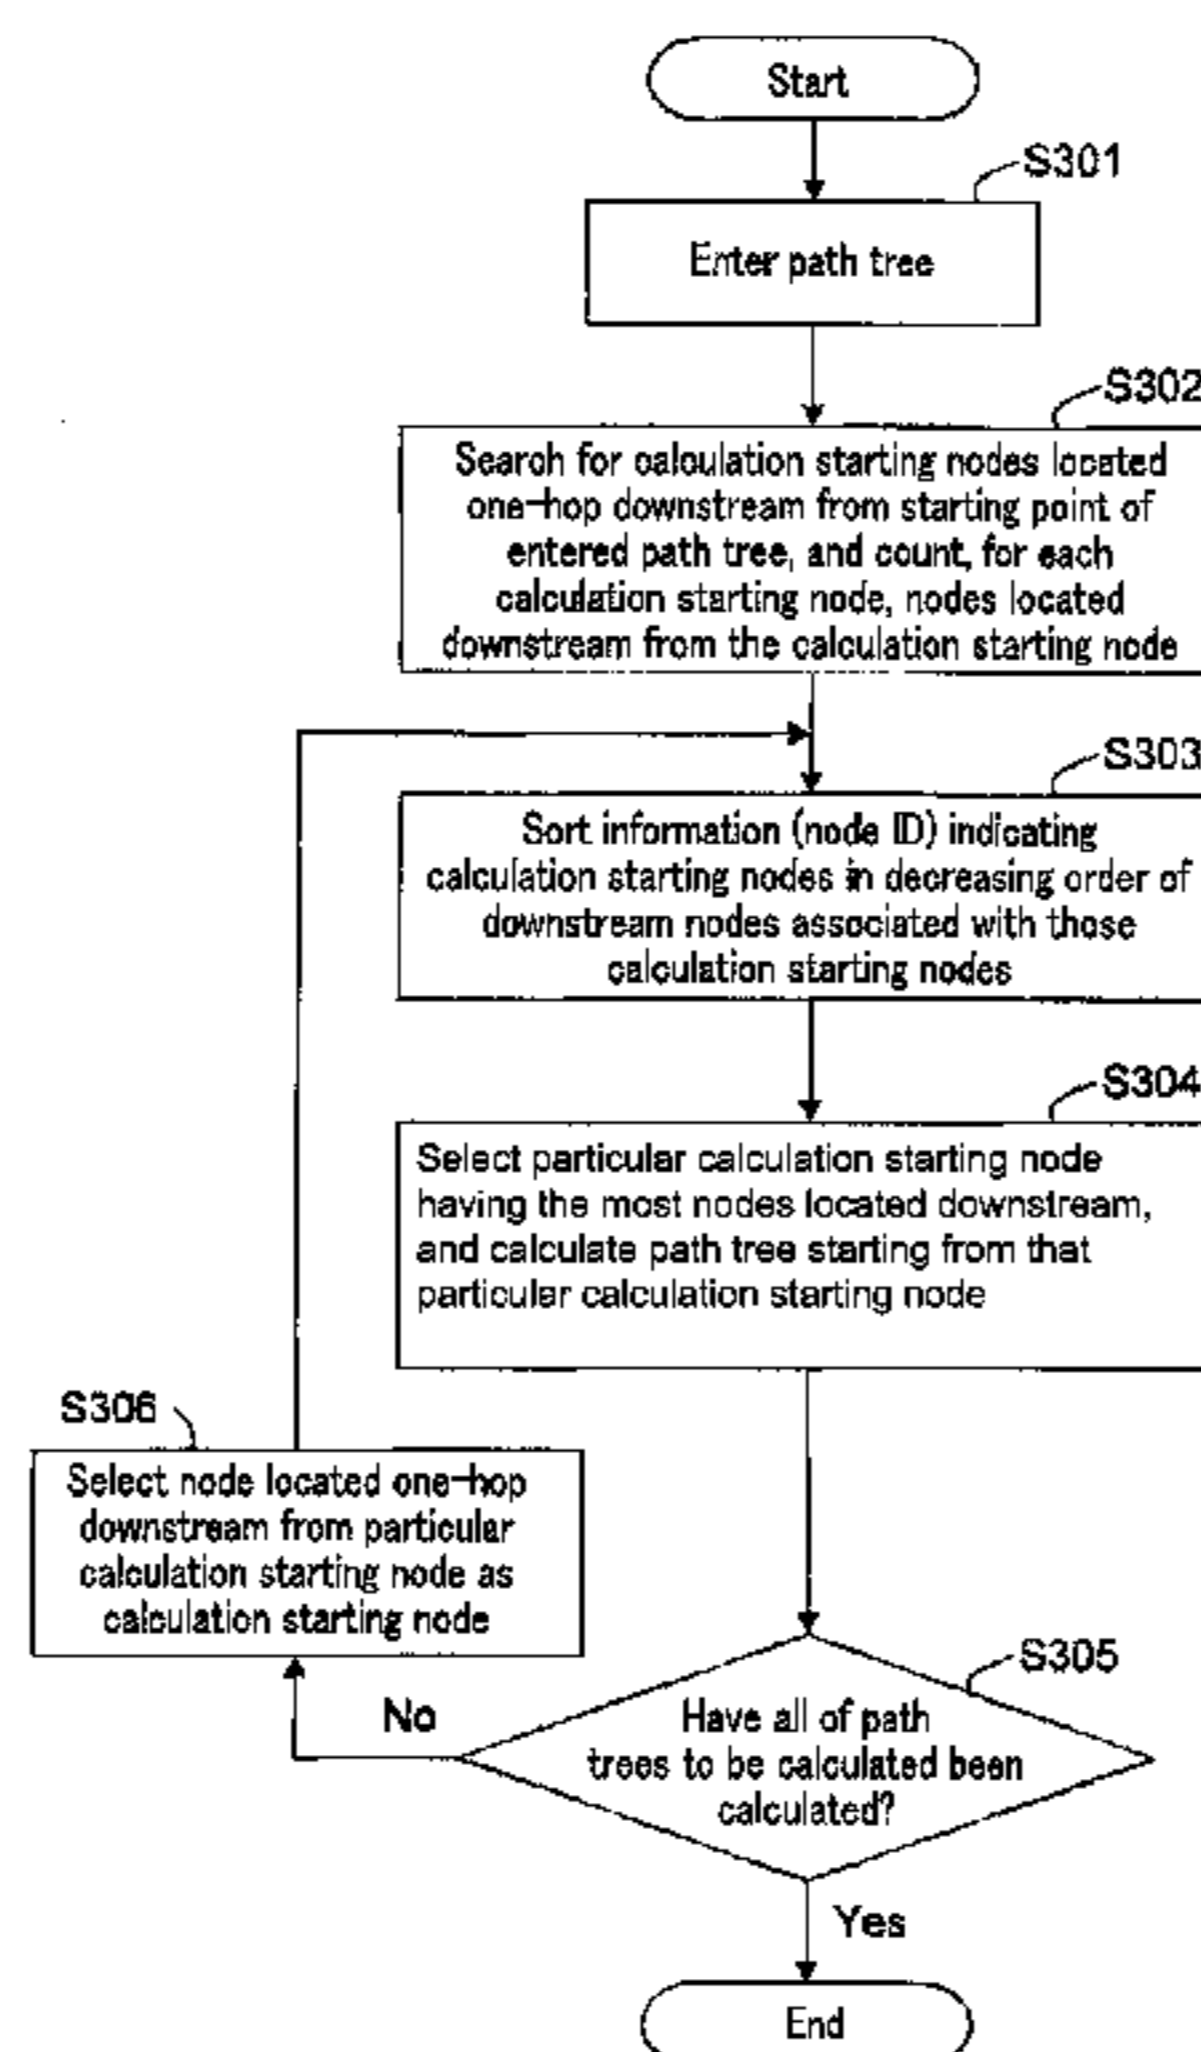 Start
S301
Enter path tree
S302
Search for calculation starting nodes located
one-hop downstream from starting point of
entered path tree, and count, for each
calculation starting node, nodes located
downstream from the calculation starting node
S303
Sort information (node ID) indicating
calculation starting nodes in decreasing order of
downstream nodes associated with those
calculation starting nodes
S304
Select particular calculation starting node
having the most nodes located downstream,
and calculate path tree starting from that
particular calculation starting node
S306
Select node located one-hop
downstream from particular
calculation starting node as
calculation starting node
S305
No
Have all of path
trees to be calculated been
calculated?
Yes
End